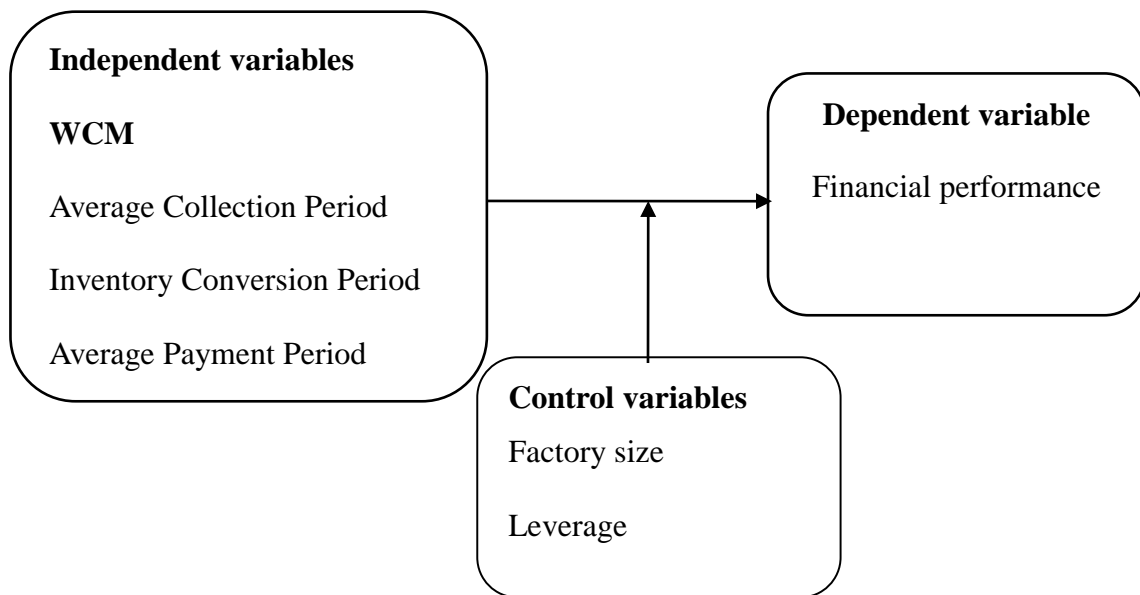 Independent variables
WCM
Average Collection Period
Inventory Conversion Period
Average Payment Period
Dependent variable
Financial performance
Control variables
Factory size
Leverage